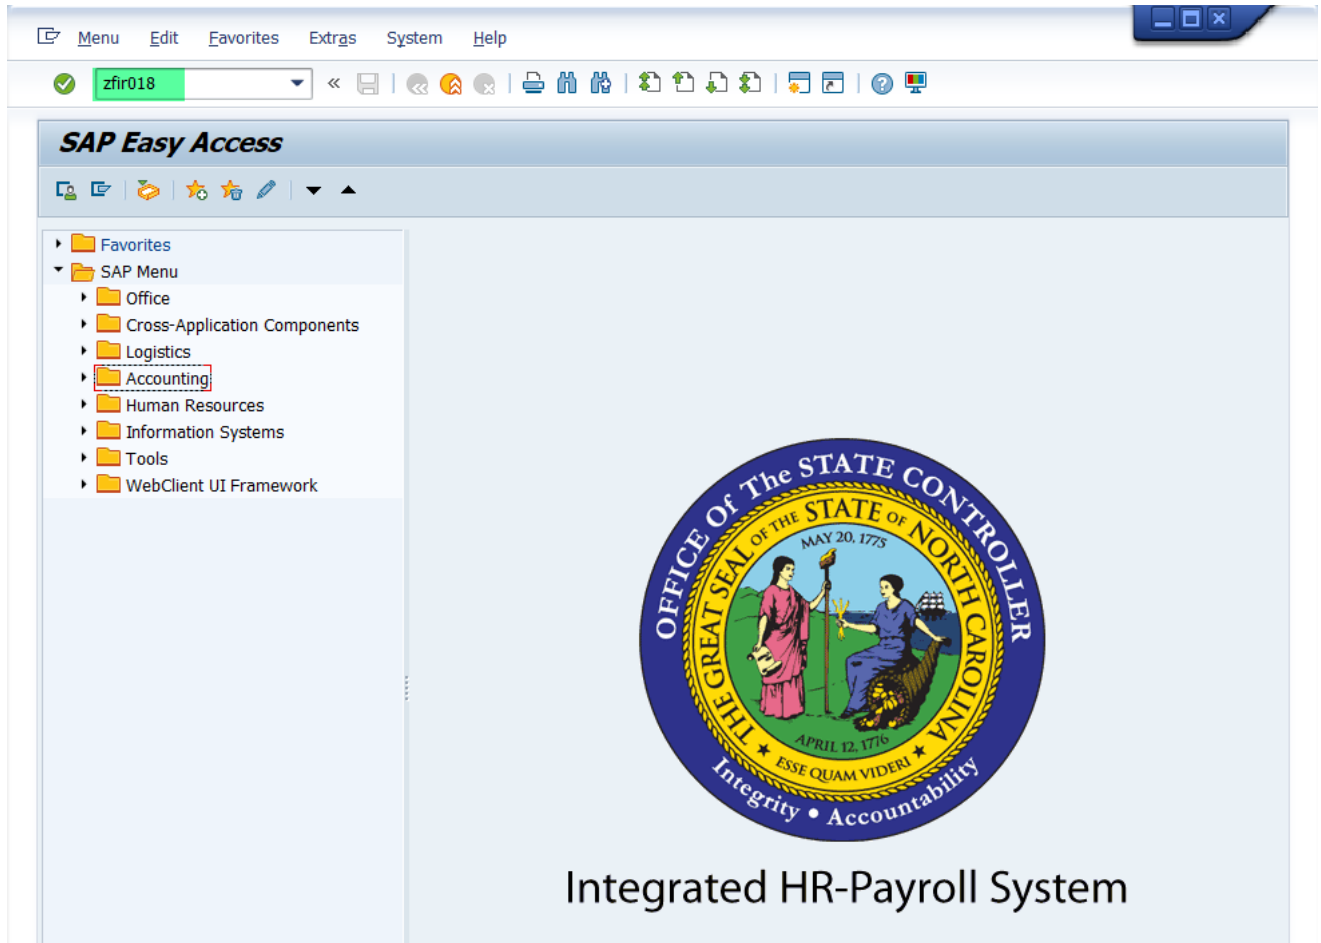 Menu Edit Favorites Extras System Help
zfir018
SAP Easy Access
Favorites
SAP Menu
Office
Cross-Application Components
Logistics
Accounting
Human Resources
Information Systems
Tools
WebClient UI Framework
OFFICE Of The STATE CONTROLLER
THE GREAT SEAL OF THE STATE OF NORTH CAROLINA
MAY 20, 1775
APRIL 12, 1776
ESSE QUAM VIDERI
Integrity • Accountability
Integrated HR-Payroll System